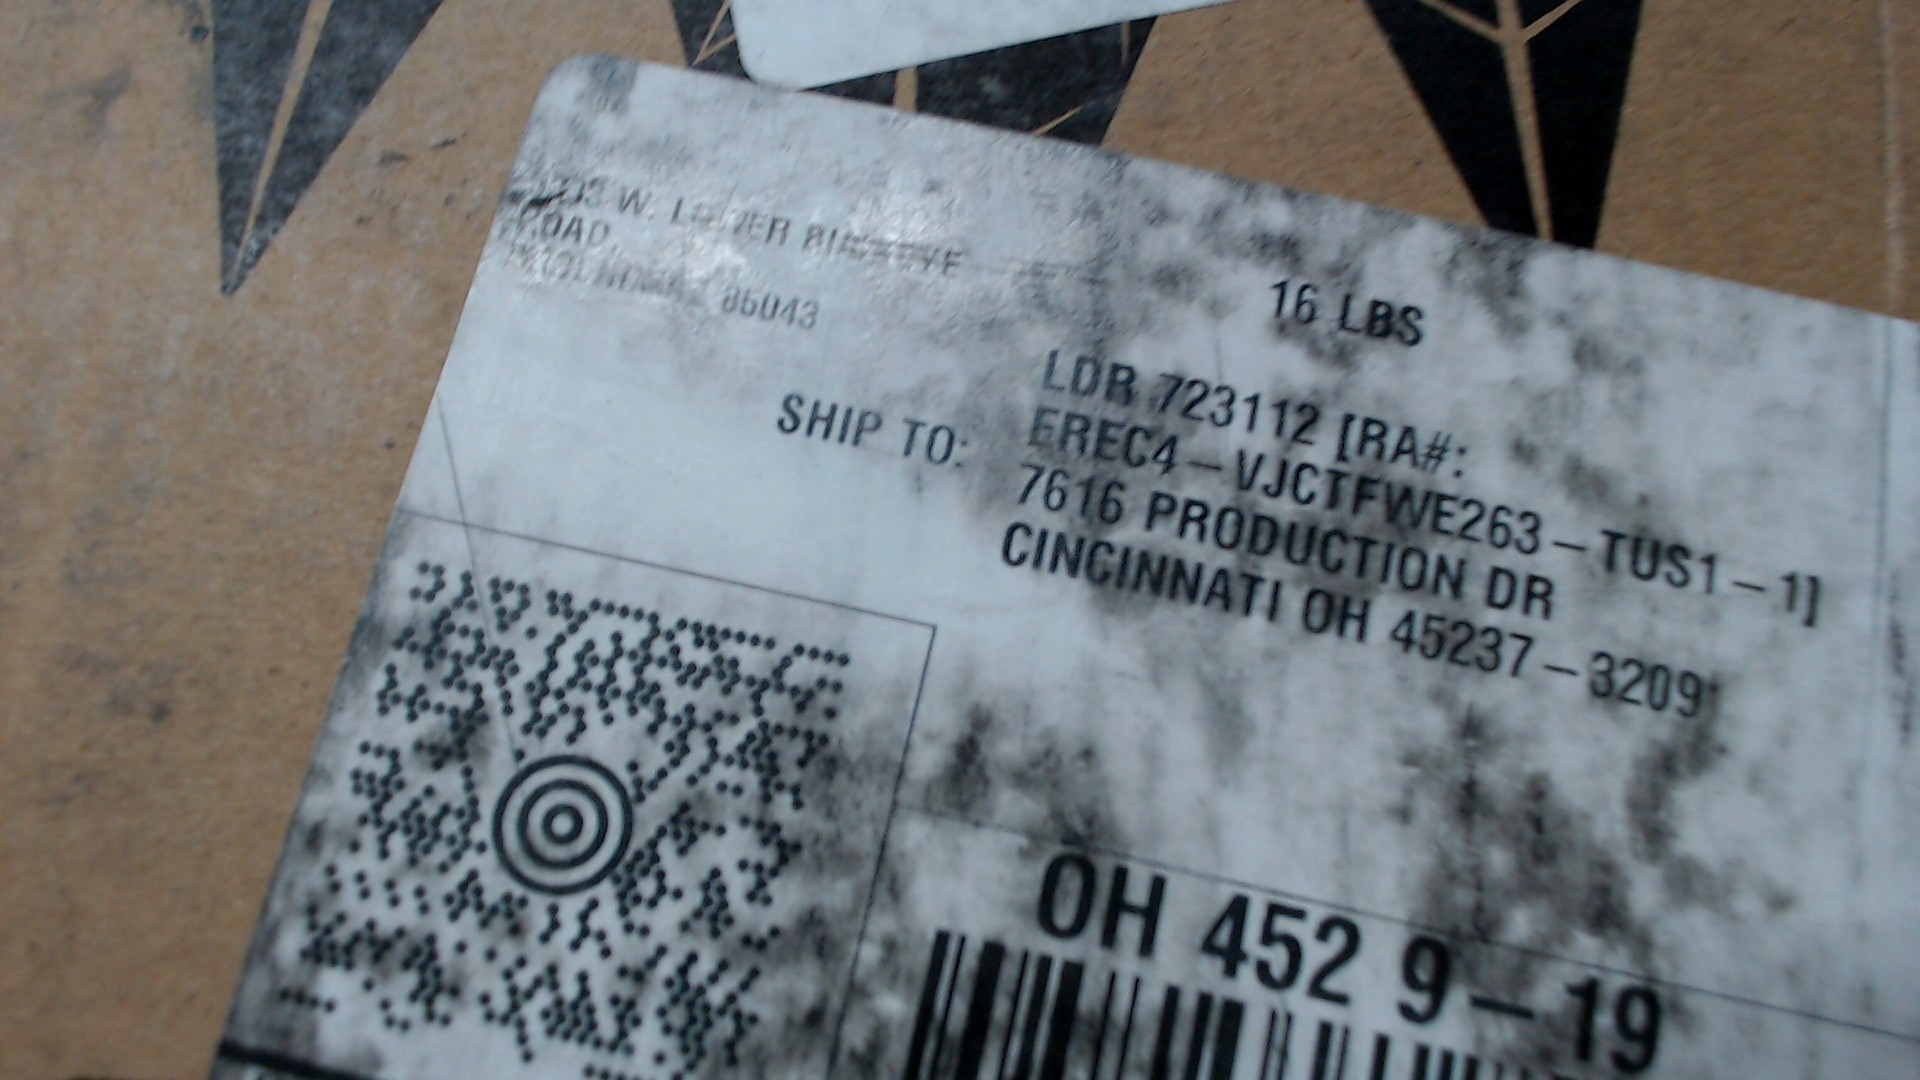 W. LOWER
ROAD,
85043
16 LBS
SHIP TO:
LDR 723112 [RA#:
EREC4-VJCTFWE263-TUS1-1]
7616 PRODUCTION DR
CINCINNATI OH 45237-3209
OH 452 9-19